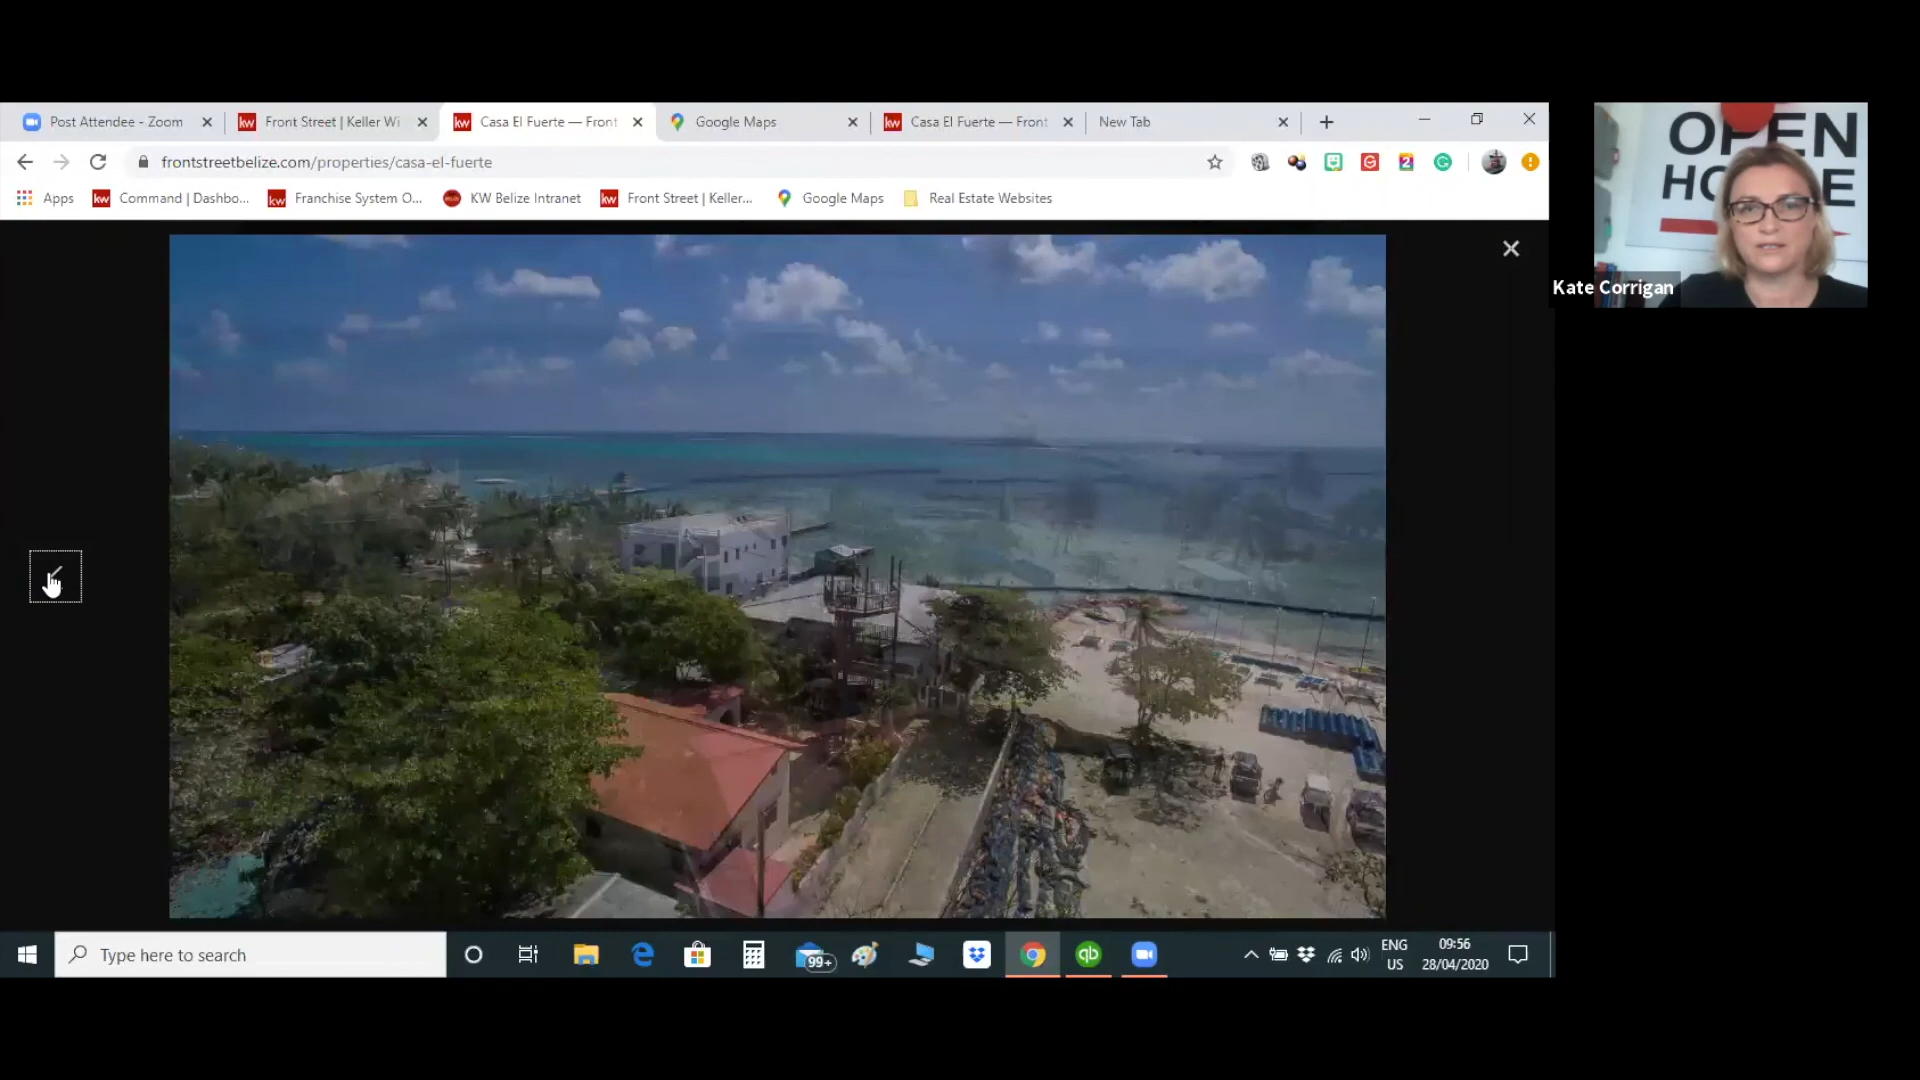 Post Attendee - Zoom
Front Street | Keller Wi
Casa El Fuerte — Front
Google Maps
Casa El Fuerte — Front
New Tab
frontstreetbelize.com/properties/casa-el-fuerte
Apps
Command | Dashbo...
Franchise System O...
KW Belize Intranet
Front Street | Keller...
Google Maps
Real Estate Websites
OPEN
Kate Corrigan
Type here to search
99+
ENG
US
09:56
28/04/2020